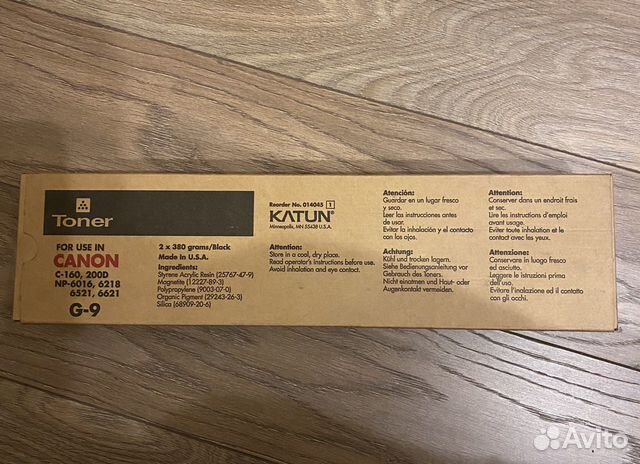 Toner
FOR USE IN
CANON
C-160, 200D
NP-6016, 6218
6521, 6621
G-9
2 x 380 grams/Black
Made in U.S.A.
Ingredients:
Styrene Acrylic Resin (25767-47-9)
Magnetite (12227-89-3)
Polypropylene (9003-07-0)
Organic Pigment (29243-26-3)
Silica (68909-20-6)
Reorder No. 014045 1
KATUN®
Minneapolis, MN 55438 U.S.A.
Attention:
Store in a cool, dry place.
Read operator's instructions before use.
Avoid inhalation and eye contact.
Atención:
Guardar en un lugar fresco
y seco.
Leer las instrucciones antes
de usar.
Evitar la inhalación y el contacto
con los ojos.
Achtung:
Kühl und trocken lagern.
Siehe Bedienungsanleitung vor
Gebrauch des Toners.
Nicht einatmen und Haut- oder
Augenkontakt vermeiden.
Attention:
Conserver dans un endroit frais
et sec.
Lire les instructions d'emploi
avant usage.
Eviter toute inhalation et le
contact avec les yeux.
Attenzione:
Conservare in luogo fresco
ed asciutto.
Leggere le istruzioni prima
dell'uso.
Evitare l'inalazione ed il contatto
con gli occhi.
Avito